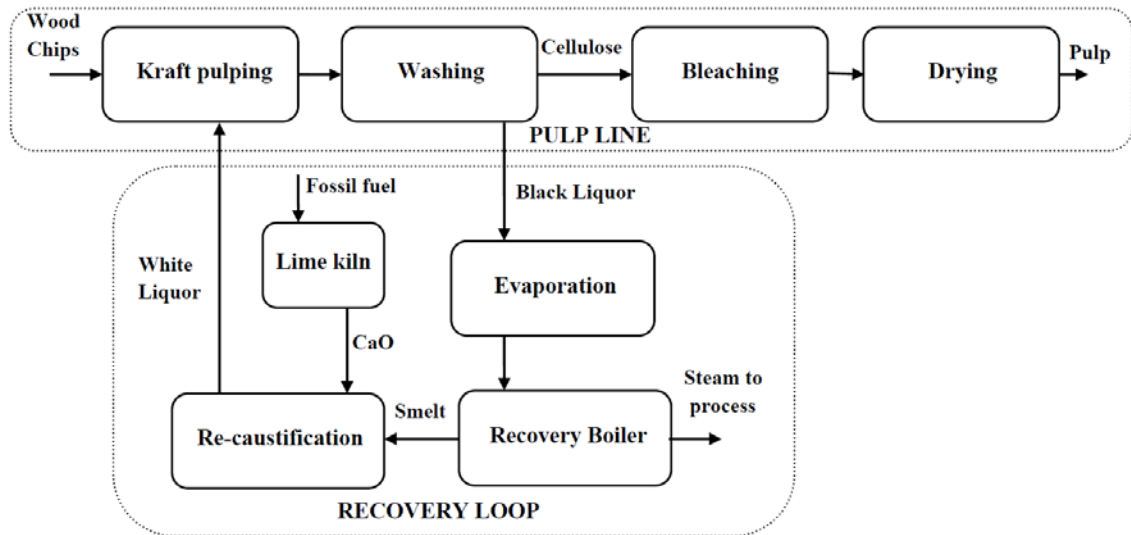 Wood
Chips
Kraft pulping
Washing
Cellulose
Bleaching
Drying
Pulp
PULP LINE
Fossil fuel
Black Liquor
Lime kiln
White
Liquor
Evaporation
CaO
Steam to
process
Smelt
Re-caustification
Recovery Boiler
RECOVERY LOOP